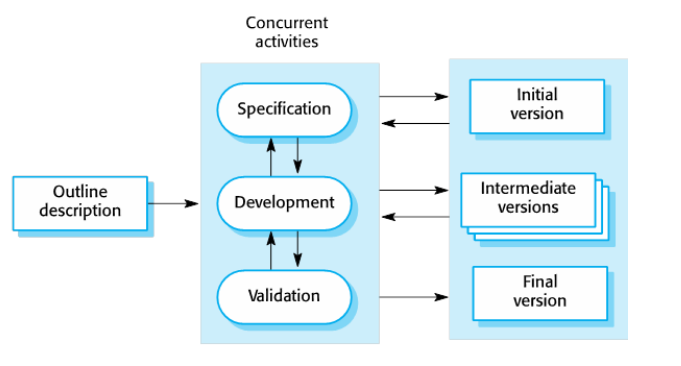 Concurrent
activities
Specification
Initial
version
Outline
description
Development
Intermediate
versions
Validation
Final
version